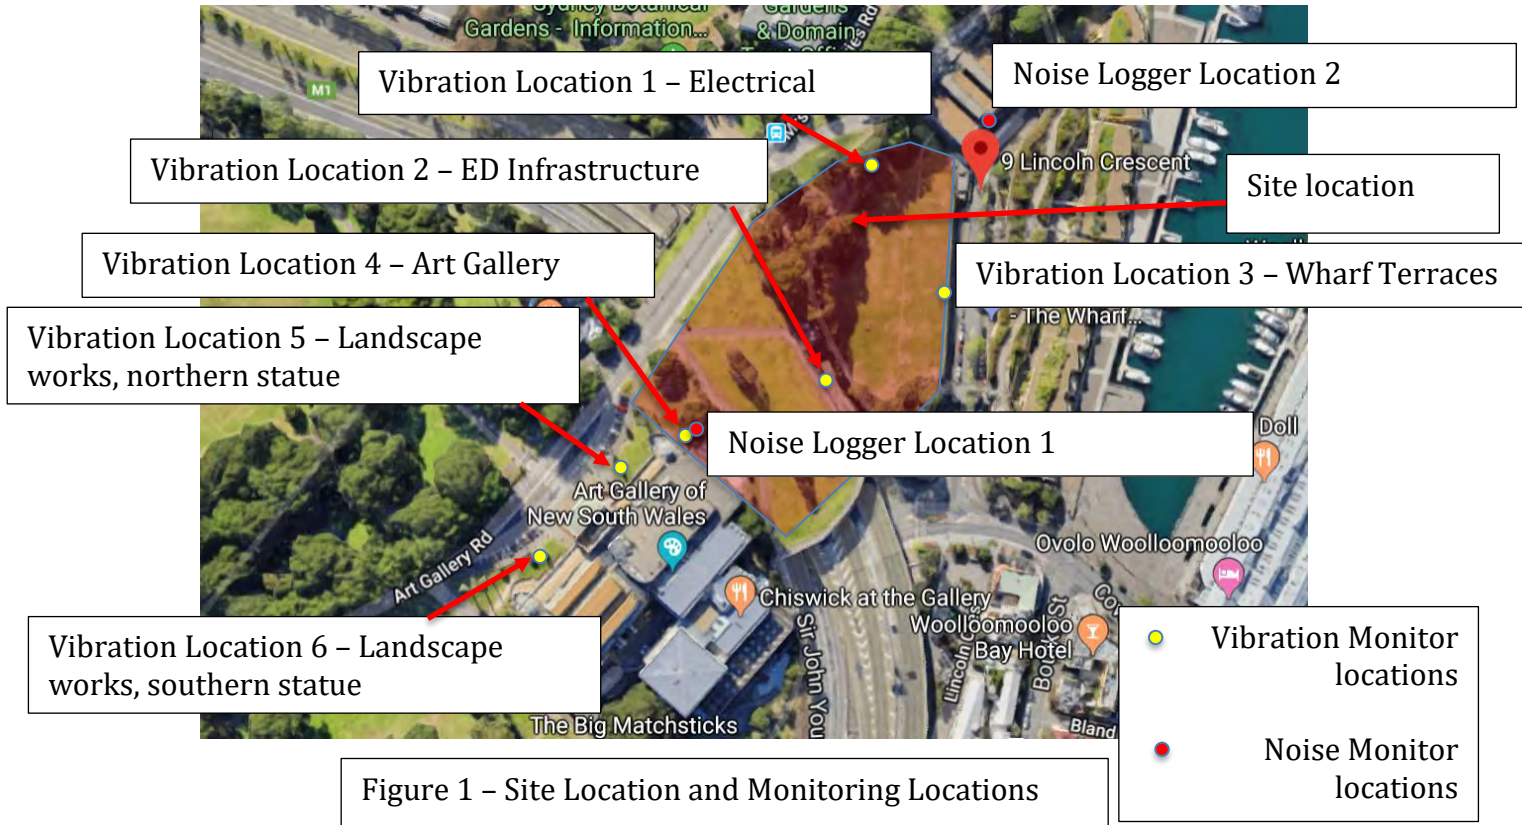 Sydney Botanical
Gardens - Information...
Gardens
& Domain
M1
Vibration Location 1 – Electrical
Noise Logger Location 2
Vibration Location 2 – ED Infrastructure
9 Lincoln Crescent
Site location
Vibration Location 4 – Art Gallery
Vibration Location 3 – Wharf Terraces
- The Wharf...
Vibration Location 5 – Landscape
works, northern statue
Noise Logger Location 1
Doll
Art Gallery of
New South Wales
Art Gallery Rd
Ovolo Woolloomooloo
Chiswick at the Gallery
Woolloomooloo
Bay Hotel
Sir John You
Lincoln Cres
Vibration Location 6 – Landscape
works, southern statue
The Big Matchsticks
Bland
Vibration Monitor
locations
Noise Monitor
locations
Figure 1 – Site Location and Monitoring Locations